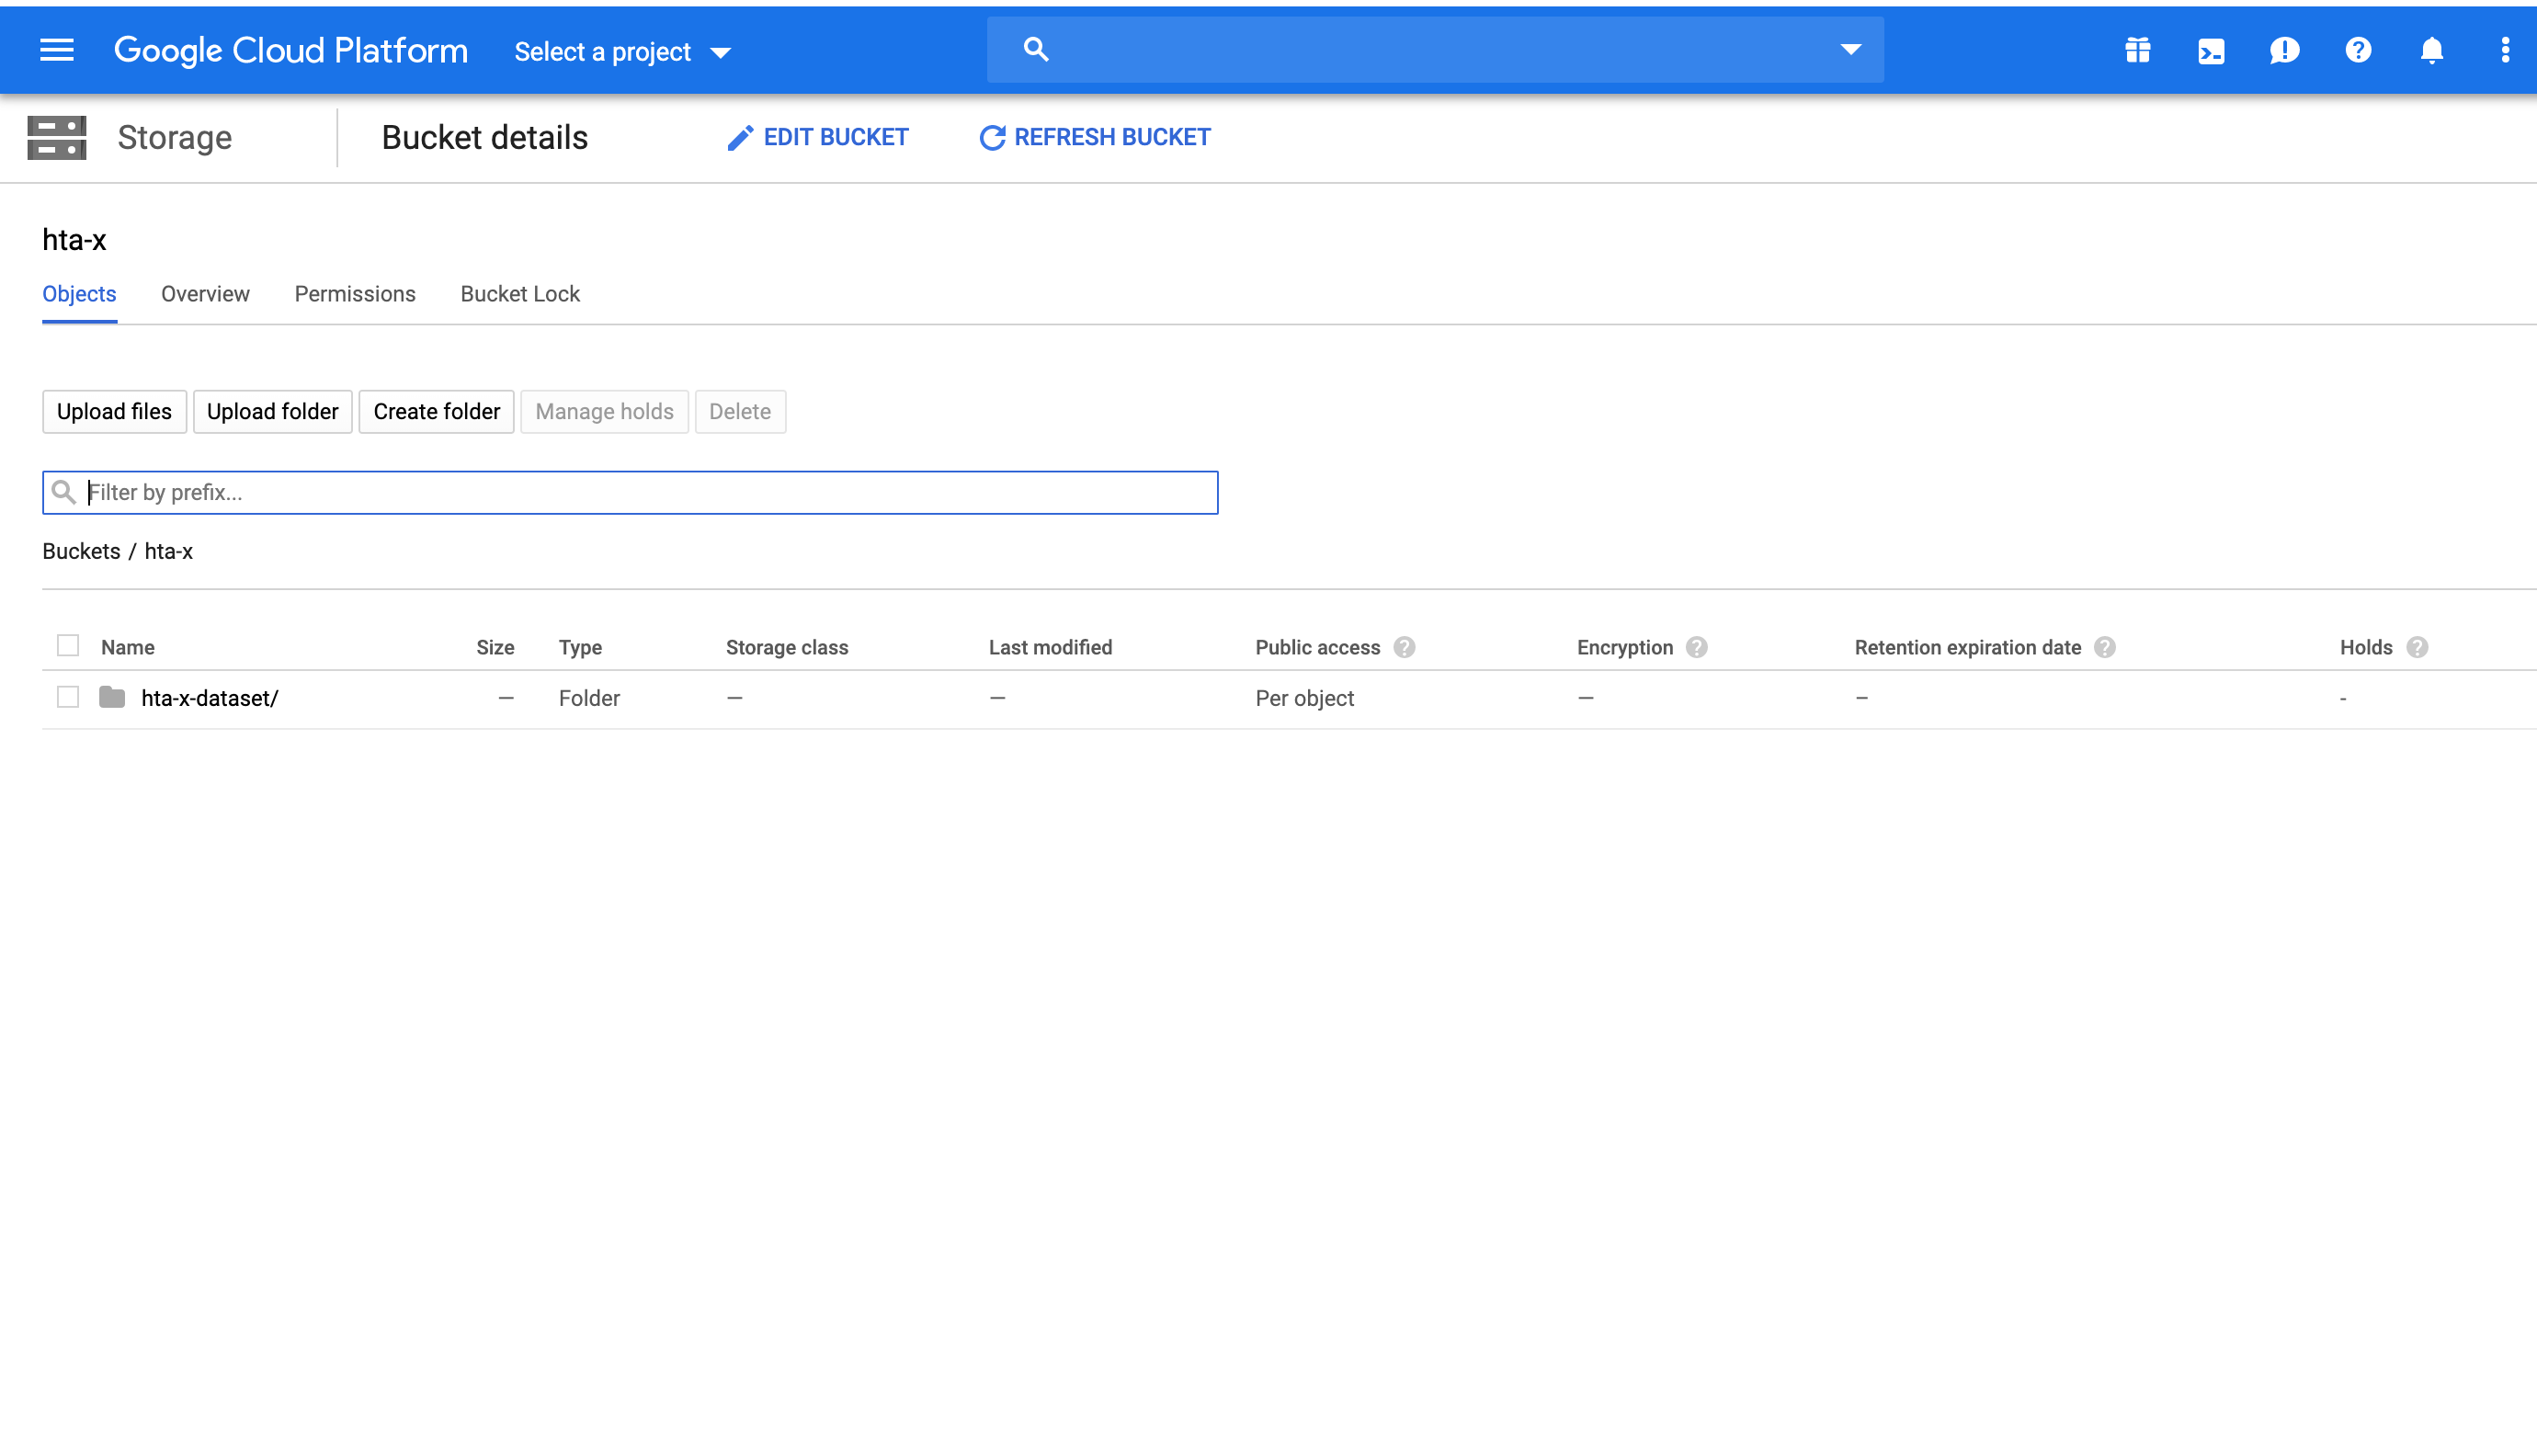 Google Cloud Platform Select a project
Storage Bucket details EDIT BUCKET REFRESH BUCKET
hta-x
Objects Overview Permissions Bucket Lock
Upload files Upload folder Create folder Manage holds Delete
Filter by prefix...
Buckets / hta-x
Name Size Type Storage class Last modified Public access Encryption Retention expiration date Holds
hta-x-dataset/ — Folder — — Per object — – -